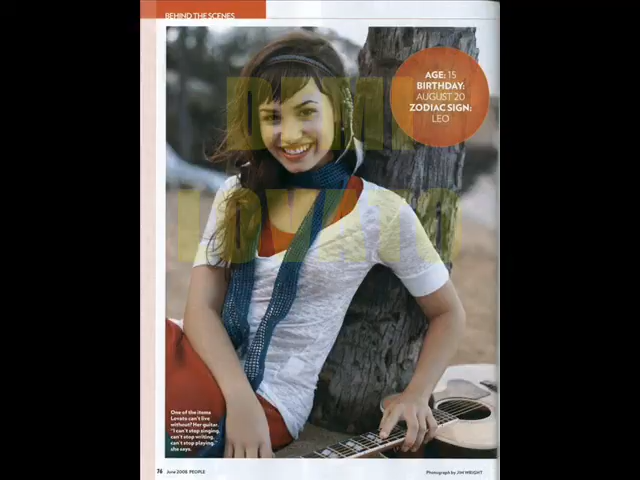 BEHIND THE SCENES
AGE: 15
BIRTHDAY:
AUGUST 20
ZODIAC SIGN:
LEO
DEMI
LOVATO
One of the items
Lovato can't live
without? Her guitar.
"I can't stop singing,
can't stop writing,
can't stop playing,"
she says.
76 June 2008 PEOPLE
Photograph by JIM WRIGHT